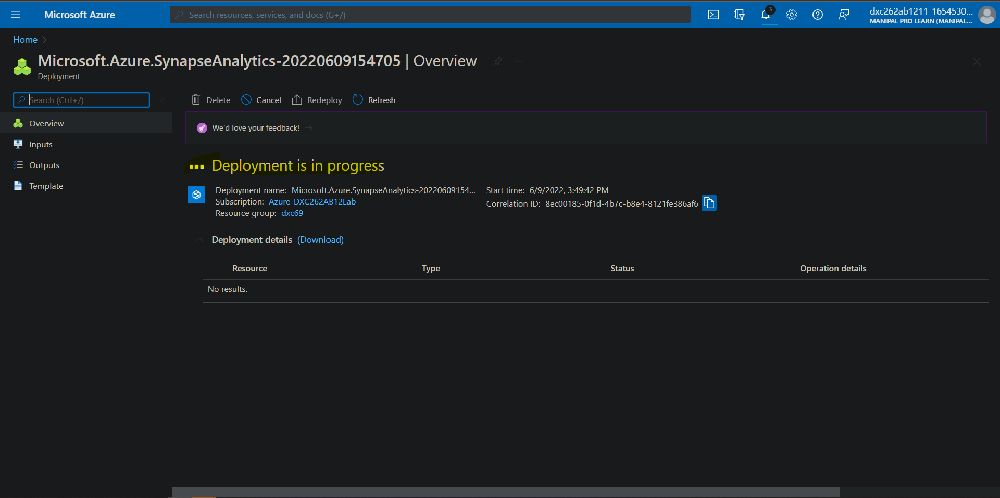 Microsoft Azure
Search resources, services, and docs (G+/)
3
dxc262ab1211_1654530...
MANIPAL PRO LEARN (MANIPAL...
Home
Microsoft.Azure.SynapseAnalytics-20220609154705 | Overview
Deployment
Search (Ctrl+/)
Delete
Cancel
Redeploy
Refresh
Overview
Inputs
Outputs
Template
We'd love your feedback!
Deployment is in progress
Deployment name: Microsoft.Azure.SynapseAnalytics-20220609154...
Subscription: Azure-DXC262AB12Lab
Resource group: dxc69
Start time: 6/9/2022, 3:49:42 PM
Correlation ID: 8ec00185-0f1d-4b7c-b8e4-8121fe386af6
Deployment details (Download)
Resource Type Status Operation details
No results.